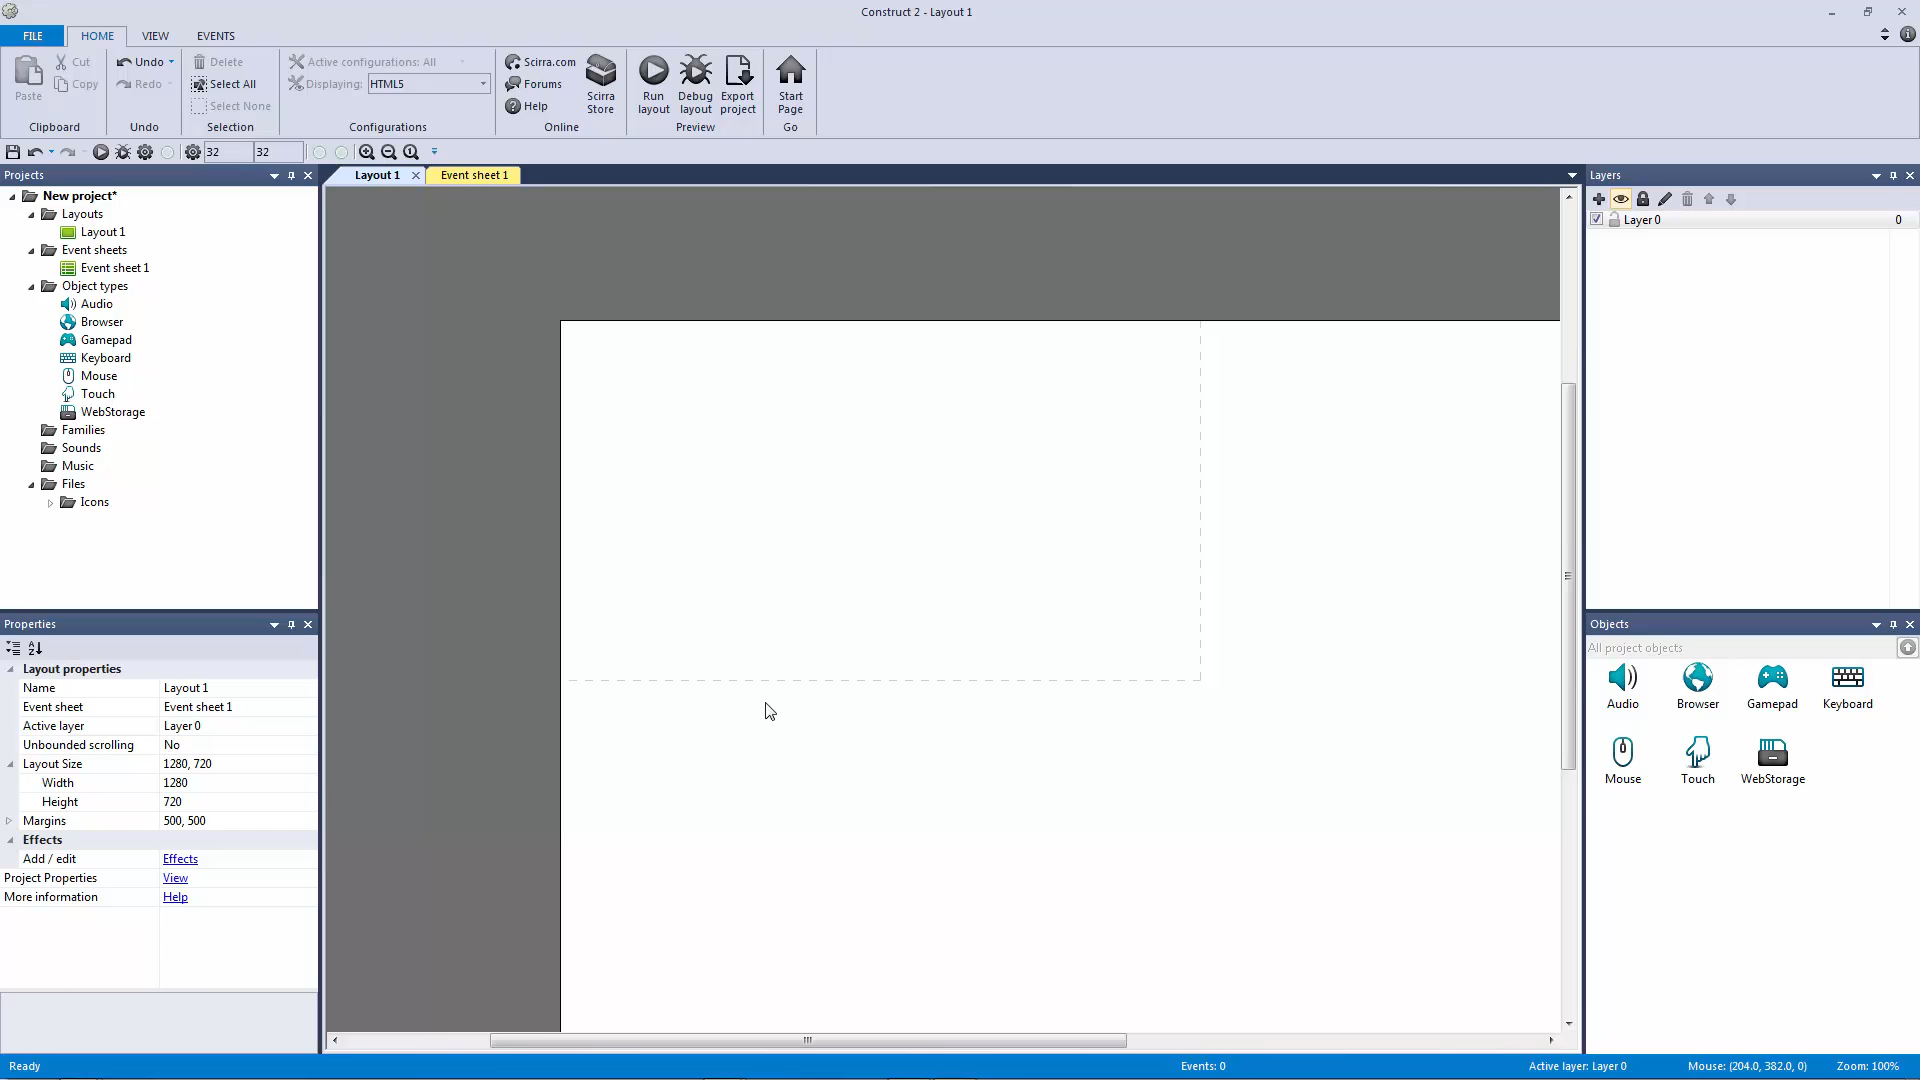 Construct 2 - Layout 1
FILE
HOME
VIEW
EVENTS
Paste
Cut
Copy
Clipboard
Undo
Redo
Undo
Delete
Select All
Select None
Selection
Active configurations: All
Displaying:
HTML5
Configurations
Scirra.com
Forums
Help
Scirra
Store
Online
Run
layout
Debug
layout
Export
project
Preview
Start
Page
Go
32
32
Projects
New project*
Layouts
Layout 1
Event sheets
Event sheet 1
Object types
Audio
Browser
Gamepad
Keyboard
Mouse
Touch
WebStorage
Families
Sounds
Music
Files
Icons
Properties
Layout properties
Name Layout 1
Event sheet Event sheet 1
Active layer Layer 0
Unbounded scrolling No
Layout Size 1280, 720
Width 1280
Height 720
Margins 500, 500
Effects
Add / edit Effects
Project Properties View
More information Help
Layout 1
Event sheet 1
Layers
Layer 0 0
Objects
All project objects
Audio
Browser
Gamepad
Keyboard
Mouse
Touch
WebStorage
Ready
Events: 0
Active layer: Layer 0
Mouse: (204.0, 382.0, 0)
Zoom: 100%